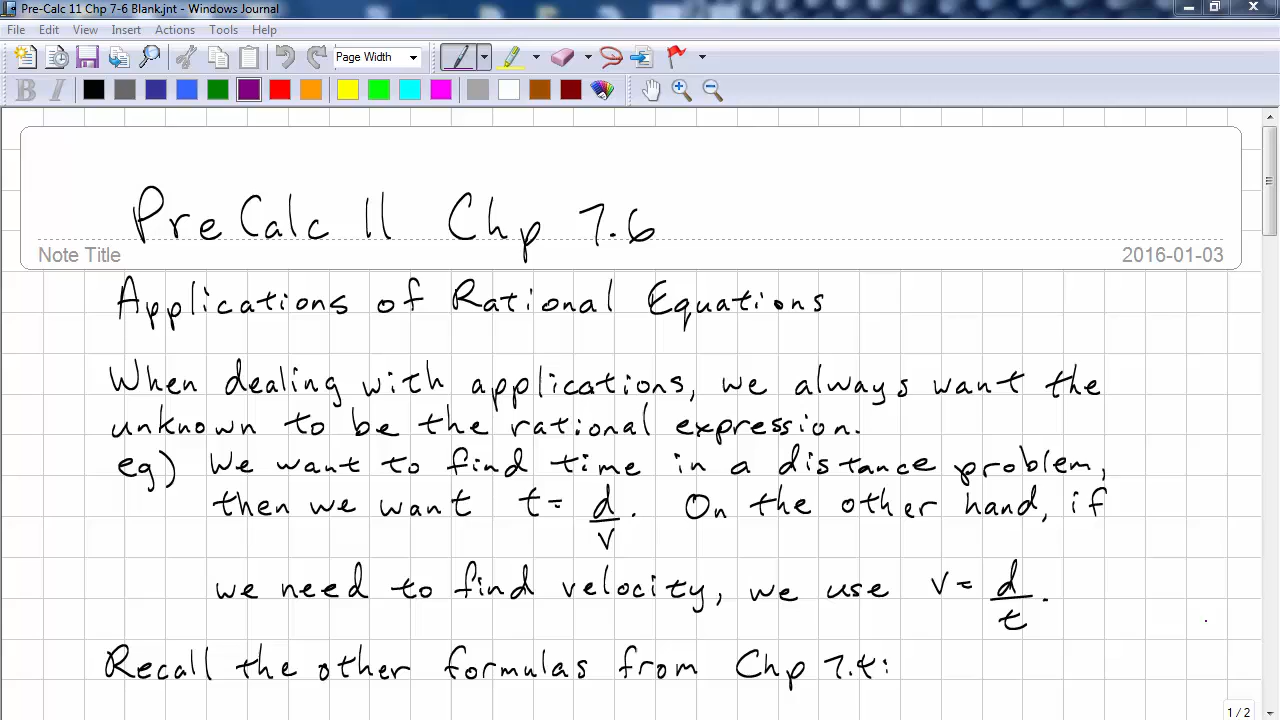 Pre-Calc 11 Chp 7-6 Blank.jnt - Windows Journal
File Edit View Insert Actions Tools Help
Page Width
B I
PreCalc 11 Chp 7.6
Note Title 2016-01-03
Applications of Rational Equations
When dealing with applications, we always want the
unknown to be the rational expression.
eg) We want to find time in a distance problem,
then we want t = d/v. On the other hand, if
we need to find velocity, we use v = d/t.
Recall the other formulas from Chp 7.4:
1 / 2